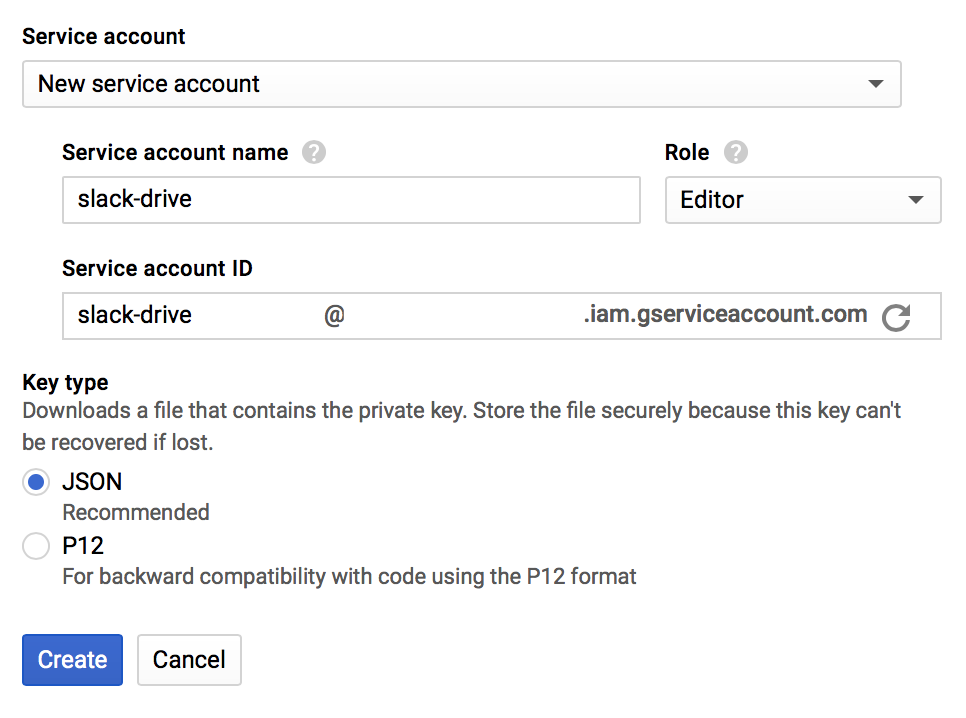 Service account
New service account
Service account name ?
Role ?
slack-drive
Editor
Service account ID
slack-drive @ .iam.gserviceaccount.com
Key type
Downloads a file that contains the private key. Store the file securely because this key can't
be recovered if lost.
JSON
Recommended
P12
For backward compatibility with code using the P12 format
Create
Cancel